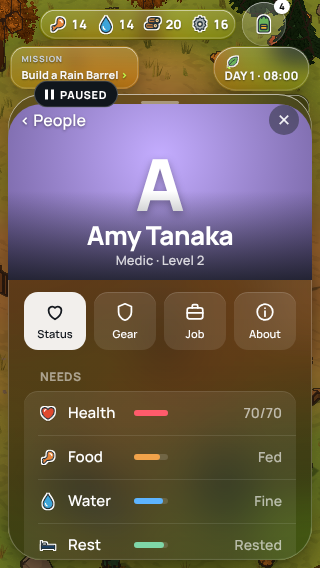 14 14 20 16 4
MISSION
Build a Rain Barrel ›
DAY 1 · 08:00
PAUSED
‹ People
A
Amy Tanaka
Medic · Level 2
Status Gear Job About
NEEDS
Health 70/70
Food Fed
Water Fine
Rest Rested